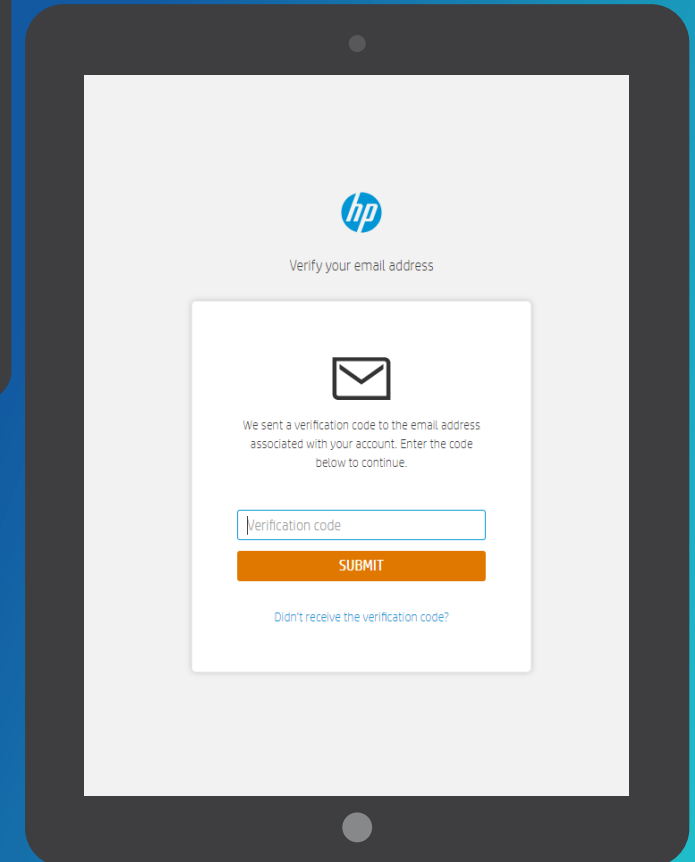 hp
Verify your email address
We sent a verification code to the email address
associated with your account. Enter the code
below to continue.
Verification code
SUBMIT
Didn't receive the verification code?